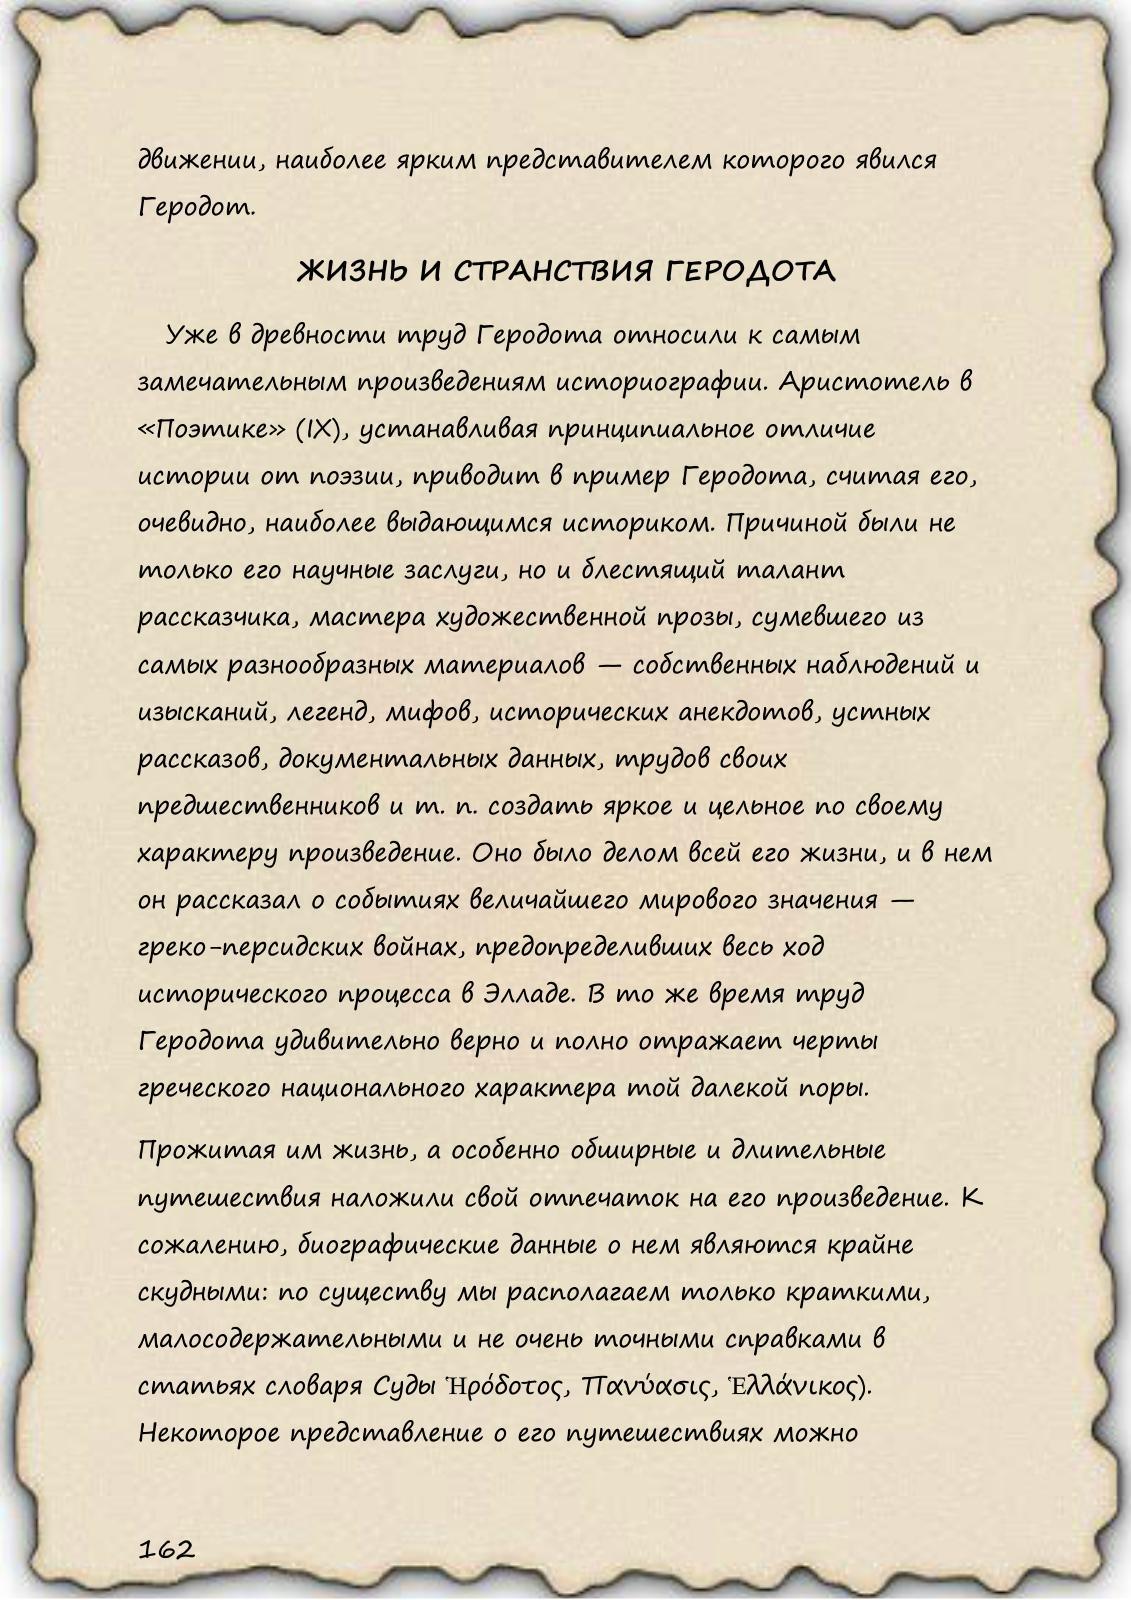 движении, наиболее ярким представителем которого явился
Геродот.
ЖИЗНЬ И СТРАНСТВИЯ ГЕРОДОТА
Уже в древности труд Геродота относили к самым
замечательным произведениям историографии. Аристотель в
«Поэтике» (IX), устанавливая принципиальное отличие
истории от поэзии, приводит в пример Геродота, считая его,
очевидно, наиболее выдающимся историком. Причиной были не
только его научные заслуги, но и блестящий талант
рассказчика, мастера художественной прозы, сумевшего из
самых разнообразных материалов — собственных наблюдений и
изысканий, легенд, мифов, исторических анекдотов, устных
рассказов, документальных данных, трудов своих
предшественников и т. п. создать яркое и цельное по своему
характеру произведение. Оно было делом всей его жизни, и в нем
он рассказал о событиях величайшего мирового значения —
греко-персидских войнах, предопределивших весь ход
исторического процесса в Элладе. В то же время труд
Геродота удивительно верно и полно отражает черты
греческого национального характера той далекой поры.
Прожитая им жизнь, а особенно обширные и длительные
путешествия наложили свой отпечаток на его произведение. К
сожалению, биографические данные о нем являются крайне
скудными: по существу мы располагаем только краткими,
малосодержательными и не очень точными справками в
статьях словаря Суды Ἡρόδοτος, Πανύασις, Ἑλλάνικος).
Некоторое представление о его путешествиях можно
162